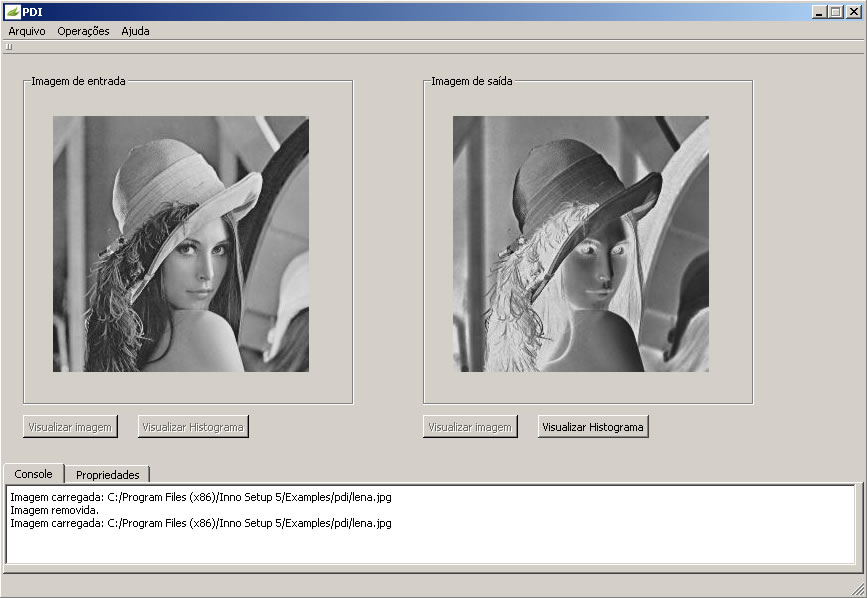 PDI
Arquivo Operações Ajuda
Imagem de entrada Imagem de saída
Visualizar imagem Visualizar Histograma Visualizar imagem Visualizar Histograma
Console Propriedades
Imagem carregada: C:/Program Files (x86)/Inno Setup 5/Examples/pdi/lena.jpg
Imagem removida.
Imagem carregada: C:/Program Files (x86)/Inno Setup 5/Examples/pdi/lena.jpg